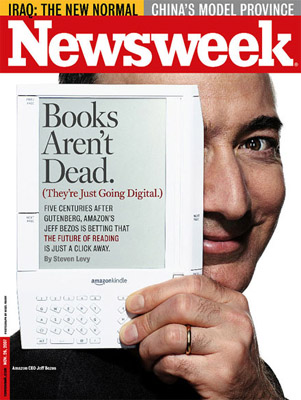 IRAQ: THE NEW NORMAL
CHINA'S MODEL PROVINCE
Newsweek
Books
Aren't
Dead.
(They're Just Going Digital.)
FIVE CENTURIES AFTER
GUTENBERG, AMAZON'S
JEFF BEZOS IS BETTING THAT
THE FUTURE OF READING
IS JUST A CLICK AWAY.
By Steven Levy
amazonkindle
Amazon CEO Jeff Bezos